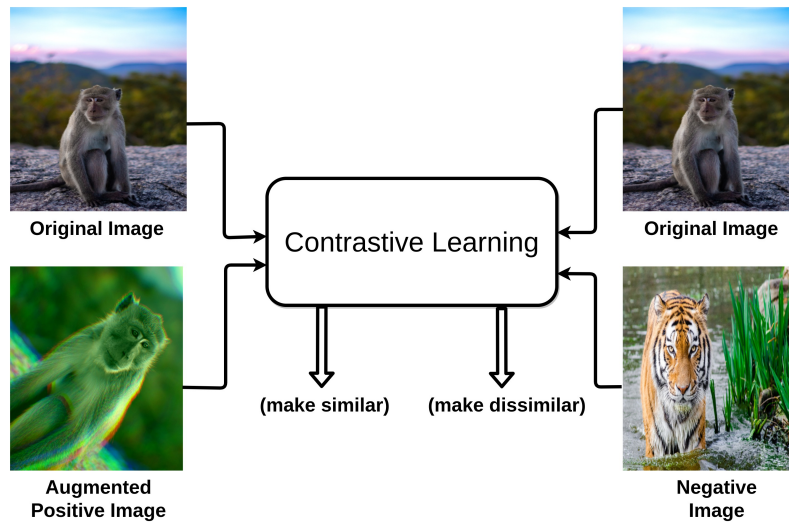 Original Image
Original Image
Contrastive Learning
(make similar)
(make dissimilar)
Augmented
Positive Image
Negative
Image